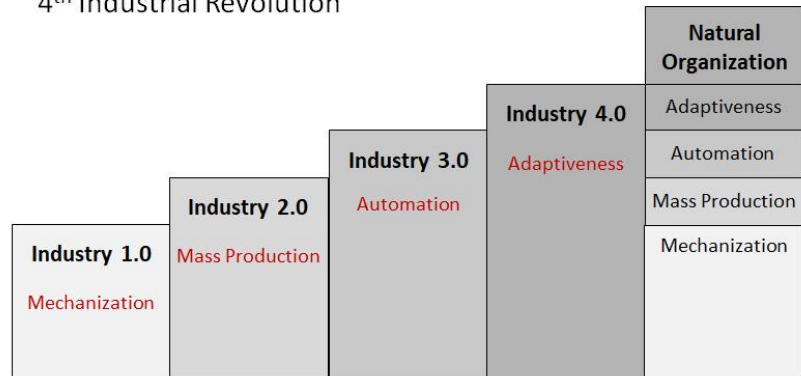 4th Industrial Revolution
Natural
Organization
Industry 4.0
Adaptiveness
Adaptiveness
Industry 3.0
Automation
Automation
Industry 2.0
Mass Production
Mass Production
Industry 1.0
Mechanization
Mechanization